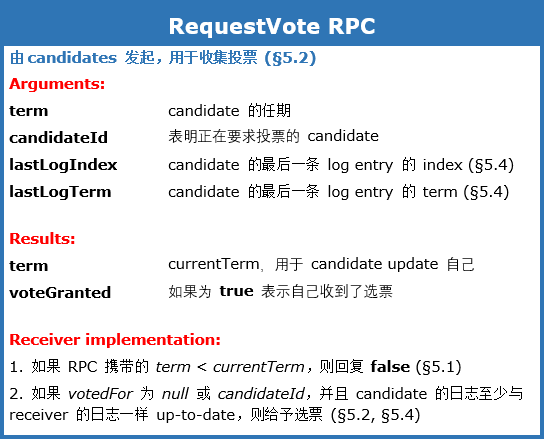 RequestVote RPC
由 candidates 发起，用于收集投票 (§5.2)
Arguments:
term candidate 的任期
candidateId 表明正在要求投票的 candidate
lastLogIndex candidate 的最后一条 log entry 的 index (§5.4)
lastLogTerm candidate 的最后一条 log entry 的 term (§5.4)
Results:
term currentTerm，用于 candidate update 自己
voteGranted 如果为 true 表示自己收到了选票
Receiver implementation:
1. 如果 RPC 携带的 term < currentTerm，则回复 false (§5.1)
2. 如果 votedFor 为 null 或 candidateId，并且 candidate 的日志至少与
receiver 的日志一样 up-to-date，则给予选票 (§5.2, §5.4)